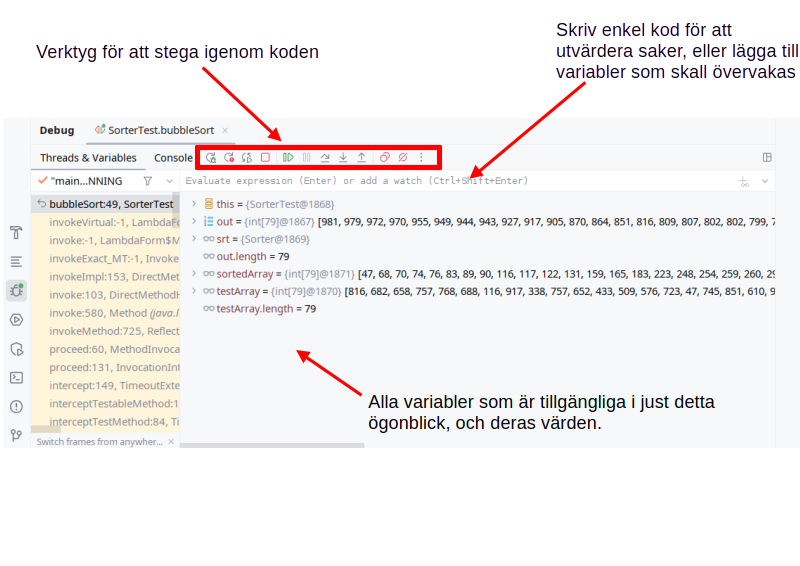 Verktyg för att stega igenom koden
Skriv enkel kod för att
utvärdera saker, eller lägga till
variabler som skall övervakas
Debug
SorterTest.bubbleSort
Threads & Variables
Console
"main...NNING
Evaluate expression (Enter) or add a watch (Ctrl+Shift+Enter)
bubbleSort:49, SorterTest
invokeVirtual:-1, LambdaFo
invoke:-1, LambdaForm$M
invokeExact_MT:-1, Invoke
invokeImpl:153, DirectMet
invoke:103, DirectMethodH
invoke:580, Method (java.l
invokeMethod:725, Reflect
proceed:60, MethodInvoca
proceed:131, InvocationInt
intercept:149, TimeoutExte
interceptTestableMethod:1
interceptTestMethod:84, Ti
Switch frames from anywher...
this = {SorterTest@1868}
out = {int[79]@1867} [981, 979, 972, 970, 955, 949, 944, 943, 927, 917, 905, 870, 864, 851, 816, 809, 807, 802, 802, 799, 7
srt = {Sorter@1869}
out.length = 79
sortedArray = {int[79]@1871} [47, 68, 70, 74, 76, 83, 89, 90, 116, 117, 122, 131, 159, 165, 183, 223, 248, 254, 259, 260, 29
testArray = {int[79]@1870} [816, 682, 658, 757, 768, 688, 116, 917, 338, 757, 652, 433, 509, 576, 723, 47, 745, 851, 610, 9
testArray.length = 79
Alla variabler som är tillgängliga i just detta
ögonblick, och deras värden.